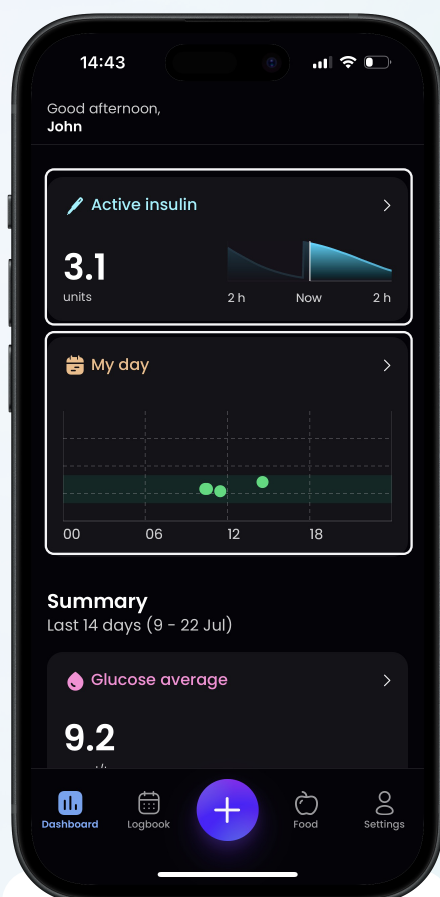 14:43
Good afternoon,
John
Active insulin
3.1
units
2 h Now 2 h
My day
00 06 12 18
Summary
Last 14 days (9 - 22 Jul)
Glucose average
9.2
Dashboard Logbook Food Settings